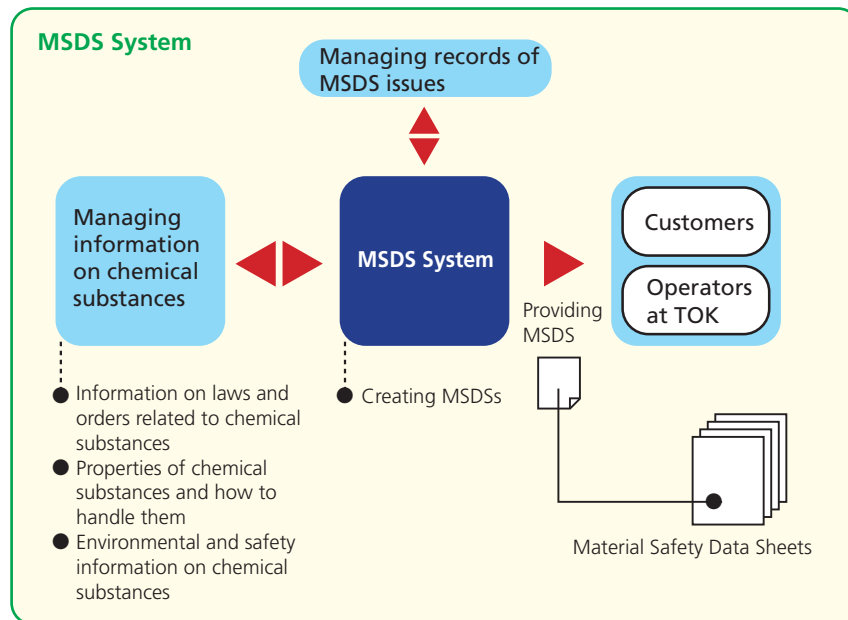 MSDS System
Managing records of
MSDS issues
Managing
information
on chemical
substances
MSDS System
Customers
Operators
at TOK
Providing
MSDS
Information on laws and
orders related to chemical
substances
Properties of chemical
substances and how to
handle them
Environmental and safety
information on chemical
substances
Creating MSDSs
Material Safety Data Sheets